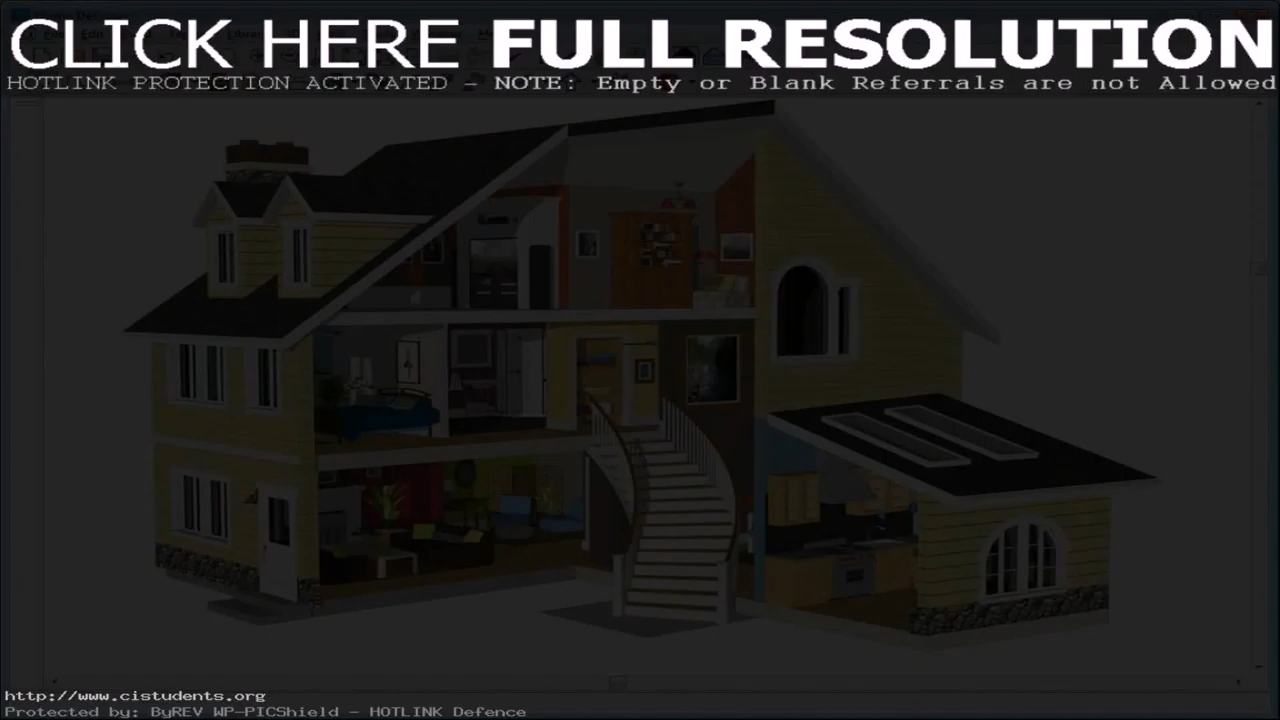 CLICK HERE FULL RESOLUTION
HOTLINK PROTECTION ACTIVATED - NOTE: Empty or Blank Referrals are not Allowed
http://www.cistudents.org
Protected by: ByREV WP-PICShield - HOTLINK Defence